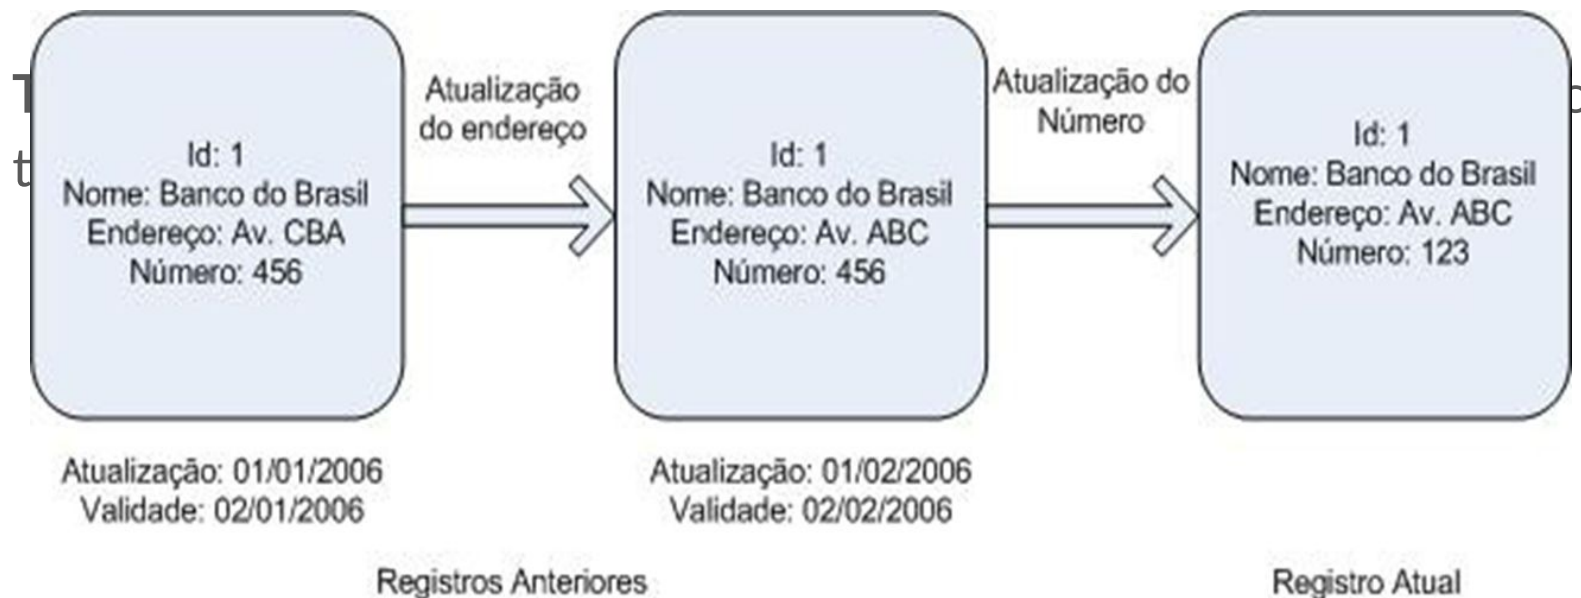 Id: 1
Nome: Banco do Brasil
Endereço: Av. CBA
Número: 456
Atualização
do endereço
Id: 1
Nome: Banco do Brasil
Endereço: Av. ABC
Número: 456
Atualização do
Número
Id: 1
Nome: Banco do Brasil
Endereço: Av. ABC
Número: 123
Atualização: 01/01/2006
Validade: 02/01/2006
Atualização: 01/02/2006
Validade: 02/02/2006
Registros Anteriores
Registro Atual